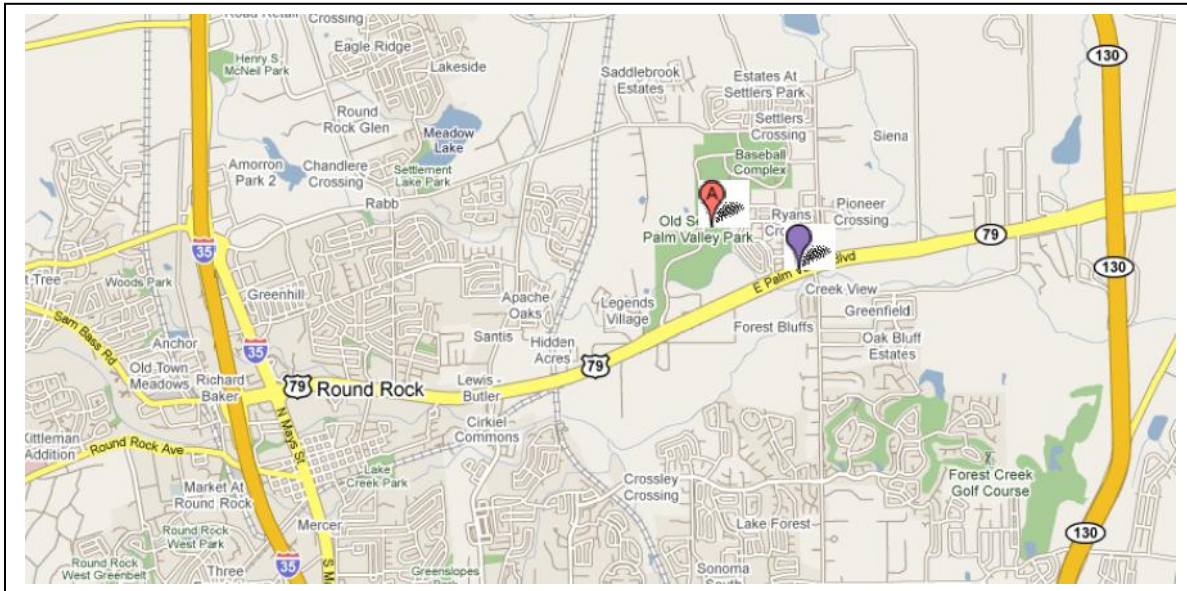 Road Retail
Crossing
Eagle Ridge
Henry S.
McNeil Park
Lakeside
Saddlebrook
Estates
Estates At
Settlers Park
130
Round
Rock Glen
Meadow
Lake
Settlers
Crossing
Siena
Amorron
Park 2
Chandlere
Crossing
Settlement
Lake Park
Baseball
Complex
A
Rabb
Old
Palm Valley Park
Ryans
Pioneer
Crossing
79
35
E Palm
Blvd
130
Tree
Woods Park
Greenhill
Apache
Oaks
Legends
Village
Creek View
Greenfield
Sam Bass Rd
Anchor
35
Santis
Hidden
Acres
Forest Bluffs
Oak Bluff
Estates
Old Town
Meadows
Richard
Baker
79
Round Rock
Lewis -
Butler
79
N Mays St
Kittleman
Addition
Round Rock Ave
Cirkiel
Commons
Market At
Round Rock
Lake
Creek Park
Crossley
Crossing
Forest Creek
Golf Course
Mercer
Lake Forest
Round Rock
West Park
130
Round Rock
West Greenbelt
Three
35
S M
Greenslopes
Sonoma
South